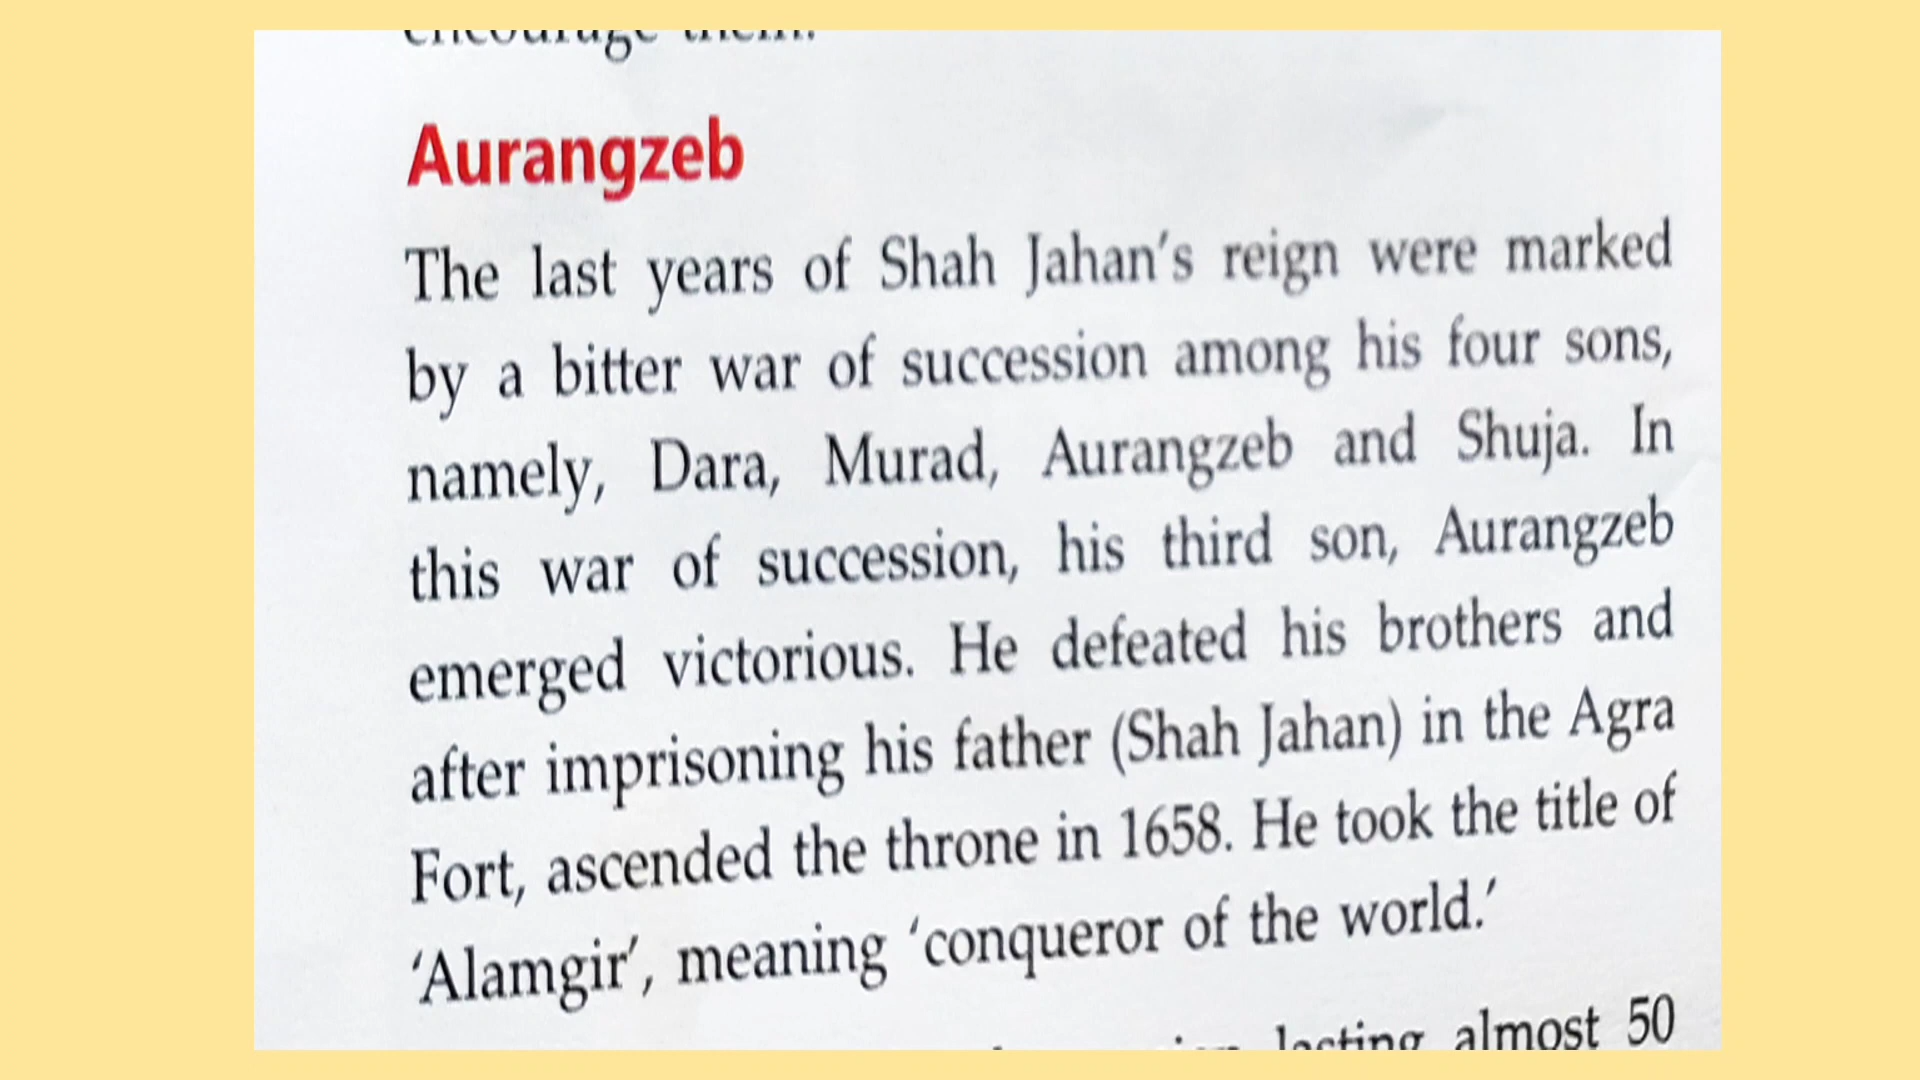 encourage them.
Aurangzeb
The last years of Shah Jahan's reign were marked
by a bitter war of succession among his four sons,
namely, Dara, Murad, Aurangzeb and Shuja. In
this war of succession, his third son, Aurangzeb
emerged victorious. He defeated his brothers and
after imprisoning his father (Shah Jahan) in the Agra
Fort, ascended the throne in 1658. He took the title of
'Alamgir', meaning 'conqueror of the world.'
lasting almost 50